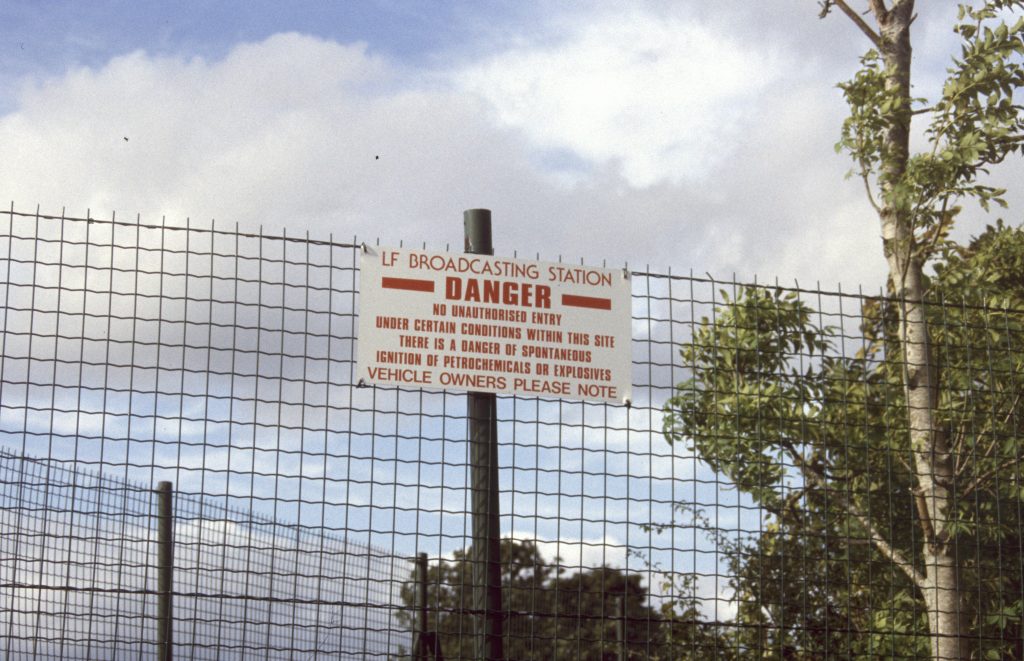 LF BROADCASTING STATION
DANGER
NO UNAUTHORISED ENTRY
UNDER CERTAIN CONDITIONS WITHIN THIS SITE
THERE IS A DANGER OF SPONTANEOUS
IGNITION OF PETROCHEMICALS OR EXPLOSIVES
VEHICLE OWNERS PLEASE NOTE